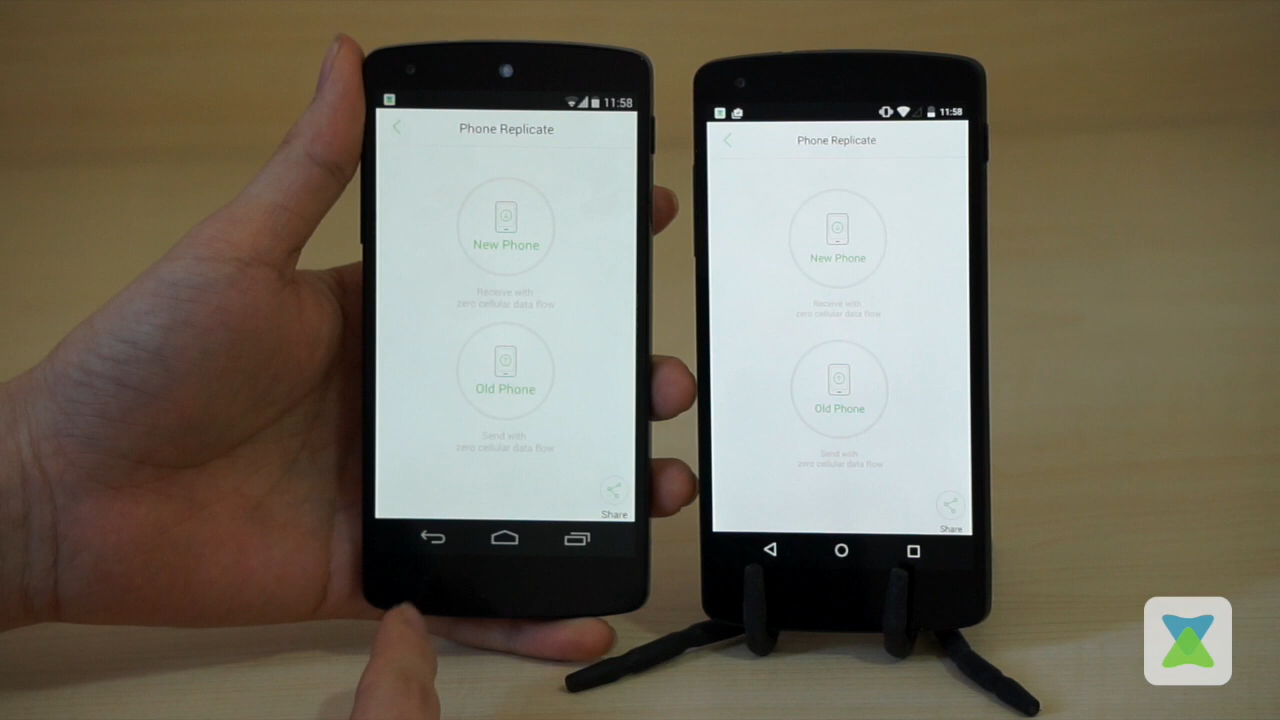 11:58
Phone Replicate
New Phone
Receive with
zero cellular data flow
Old Phone
Send with
zero cellular data flow
Share
11:58
Phone Replicate
New Phone
Receive with
zero cellular data flow
Old Phone
Send with
zero cellular data flow
Share